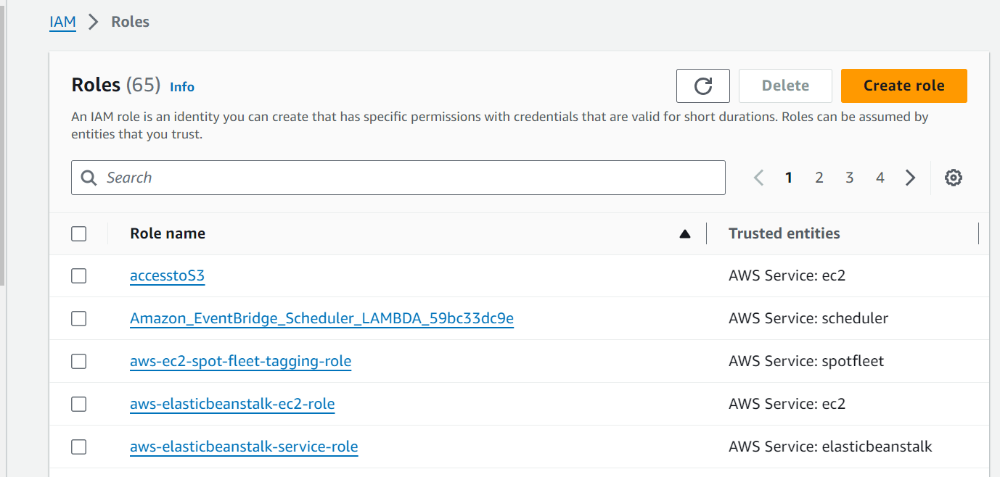 IAM > Roles
Roles (65) Info
Delete
Create role
An IAM role is an identity you can create that has specific permissions with credentials that are valid for short durations. Roles can be assumed by
entities that you trust.
Search
1 2 3 4
Role name
Trusted entities
accesstoS3
AWS Service: ec2
Amazon_EventBridge_Scheduler_LAMBDA_59bc33dc9e
AWS Service: scheduler
aws-ec2-spot-fleet-tagging-role
AWS Service: spotfleet
aws-elasticbeanstalk-ec2-role
AWS Service: ec2
aws-elasticbeanstalk-service-role
AWS Service: elasticbeanstalk